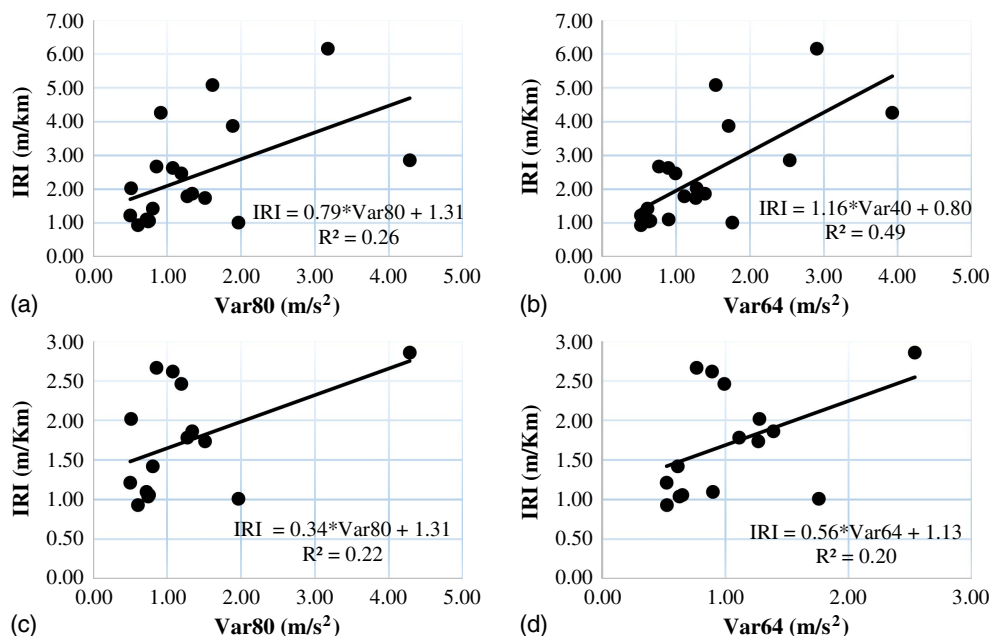 7.00
6.00
5.00
4.00
3.00
2.00
1.00
0.00
IRI (m/km)
IRI = 0.79*Var80 + 1.31
R² = 0.26
0.00 1.00 2.00 3.00 4.00 5.00
(a) Var80 (m/s²)
7.00
6.00
5.00
4.00
3.00
2.00
1.00
0.00
IRI (m/Km)
IRI = 1.16*Var40 + 0.80
R² = 0.49
0.00 1.00 2.00 3.00 4.00 5.00
(b) Var64 (m/s²)
3.00
2.50
2.00
1.50
1.00
0.50
0.00
IRI (m/Km)
IRI = 0.34*Var80 + 1.31
R² = 0.22
0.00 1.00 2.00 3.00 4.00 5.00
(c) Var80 (m/s²)
3.00
2.50
2.00
1.50
1.00
0.50
0.00
IRI (m/Km)
IRI = 0.56*Var64 + 1.13
R² = 0.20
0.00 1.00 2.00 3.00
(d) Var64 (m/s²)